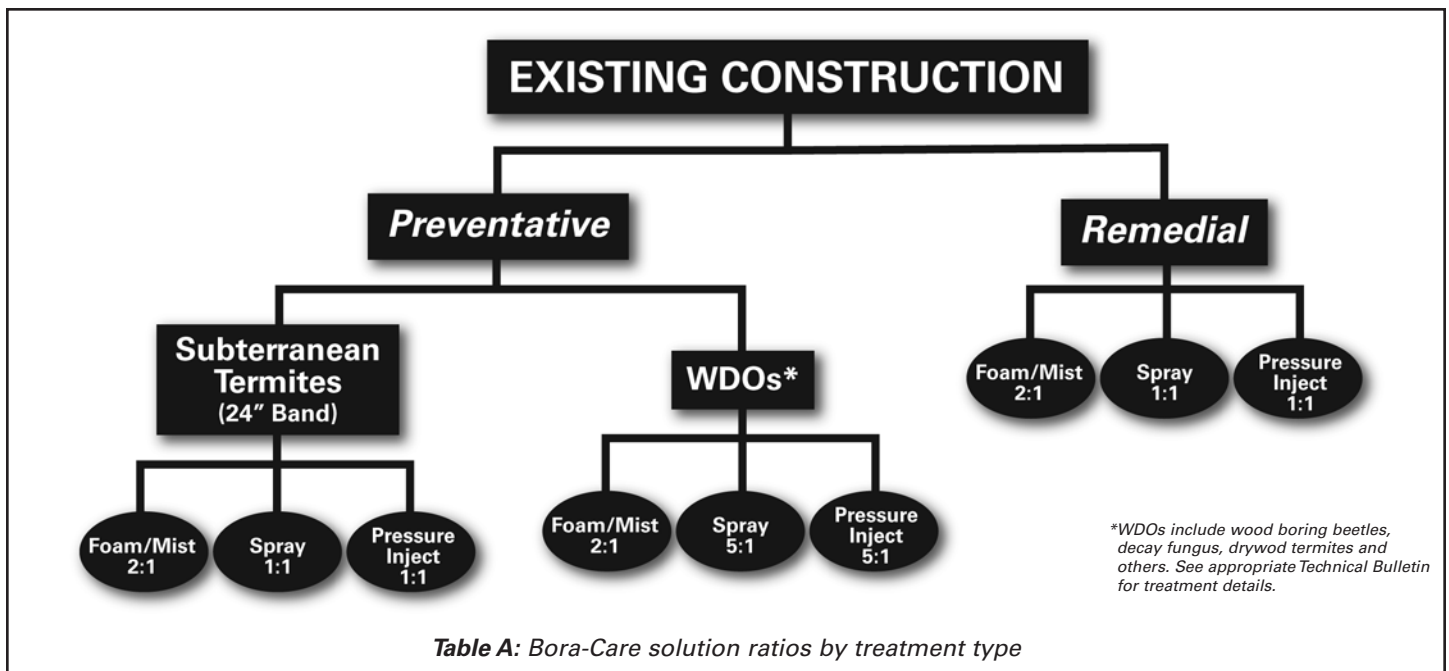 EXISTING CONSTRUCTION
Preventative
Remedial
Subterranean
Termites
(24" Band)
WDOs*
Foam/Mist
2:1
Spray
1:1
Pressure
Inject
1:1
Foam/Mist
2:1
Spray
5:1
Pressure
Inject
5:1
Foam/Mist
2:1
Spray
1:1
Pressure
Inject
1:1
*WDOs include wood boring beetles,
decay fungus, drywod termites and
others. See appropriate Technical Bulletin
for treatment details.
Table A: Bora-Care solution ratios by treatment type